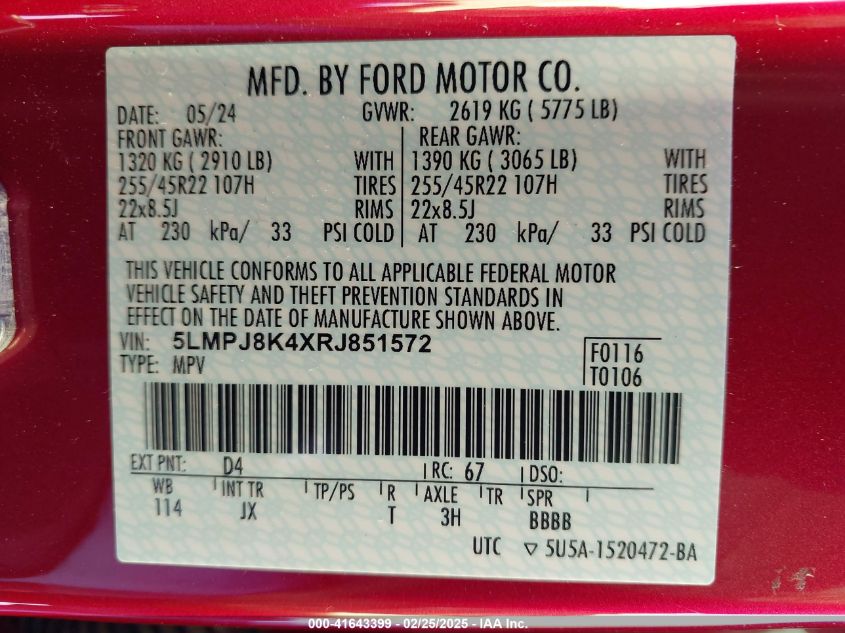 MFD. BY FORD MOTOR CO.
DATE: 05/24 GVWR: 2619 KG ( 5775 LB)
FRONT GAWR: REAR GAWR:
1320 KG ( 2910 LB) WITH 1390 KG ( 3065 LB) WITH
255/45R22 107H TIRES 255/45R22 107H TIRES
22x8.5J RIMS 22x8.5J RIMS
AT 230 kPa/ 33 PSI COLD AT 230 kPa/ 33 PSI COLD
THIS VEHICLE CONFORMS TO ALL APPLICABLE FEDERAL MOTOR
VEHICLE SAFETY AND THEFT PREVENTION STANDARDS IN
EFFECT ON THE DATE OF MANUFACTURE SHOWN ABOVE.
VIN: 5LMPJ8K4XRJ851572 F0116
TYPE: MPV T0106
EXT PNT: D4 RC: 67 DSO:
WB INT TR TP/PS R AXLE TR SPR
114 JX T 3H BBBB
UTC ▽ 5U5A-1520472-BA
000-41643399 - 02/25/2025 - IAA Inc.